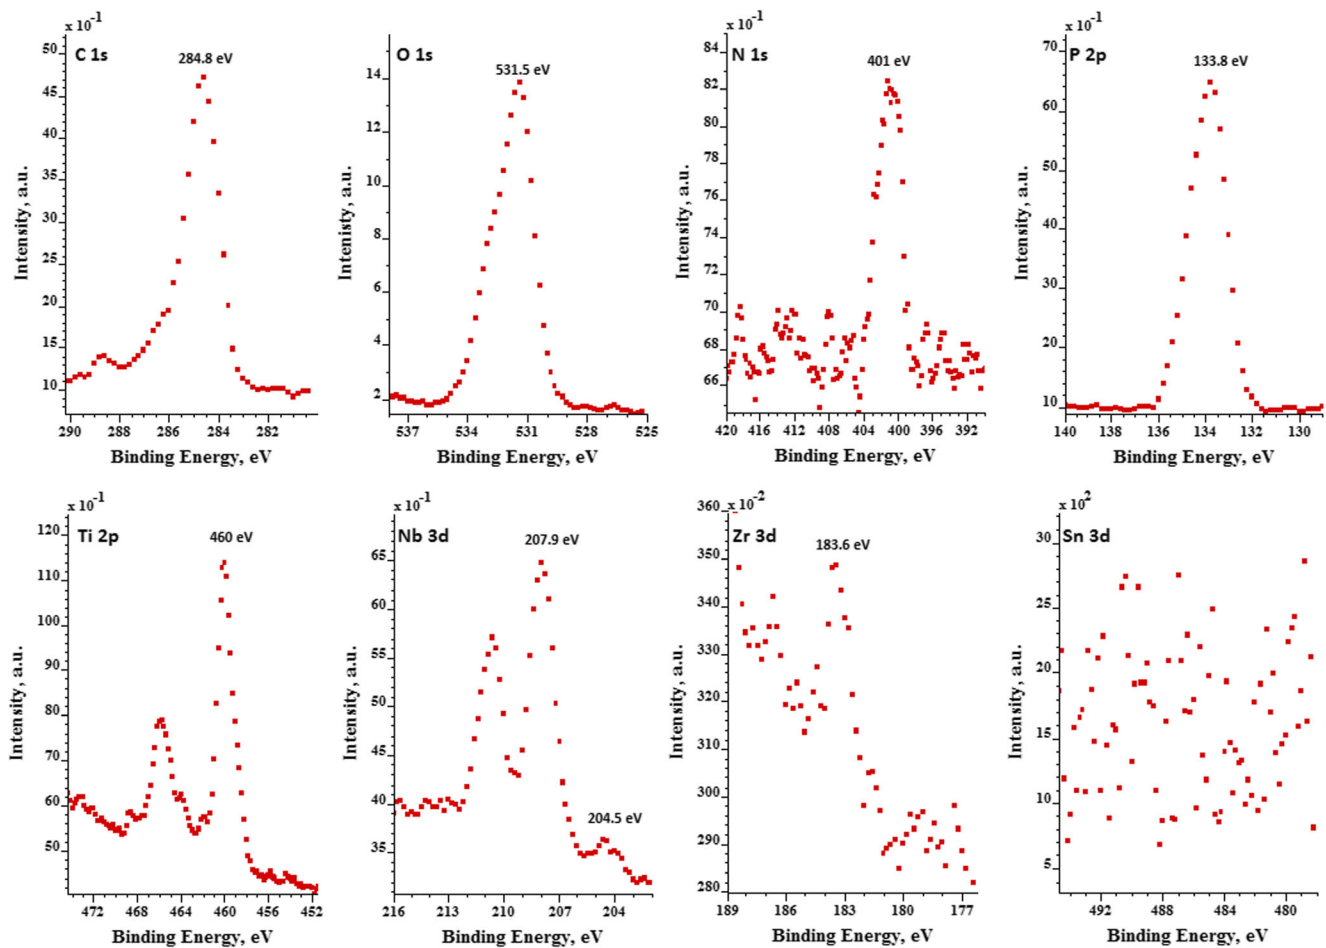 x 10⁻¹
C 1s
284.8 eV
50
45
40
35
30
25
20
15
10
Intensity, a.u.
290 288 286 284 282
Binding Energy, eV
O 1s
531.5 eV
14
12
10
8
6
4
2
Intenisty, a.u.
537 534 531 528 525
Binding Energy, eV
N 1s
401 eV
84
82
80
78
76
74
72
70
68
66
Intensity, a.u.
420 416 412 408 404 400 396 392
Binding Energy, eV
x 10⁻¹
P 2p
133.8 eV
70
60
50
40
30
20
10
Intensity, a.u.
140 138 136 134 132 130
Binding Energy, eV
x 10⁻¹
Ti 2p
460 eV
120
110
100
90
80
70
60
50
Intensity, a.u.
472 468 464 460 456 452
Binding Energy, eV
x 10⁻¹
Nb 3d
207.9 eV
204.5 eV
65
60
55
50
45
40
35
Intensity, a.u.
216 213 210 207 204
Binding Energy, eV
x 10⁻²
Zr 3d
183.6 eV
360
350
340
330
320
310
300
290
280
Intensity, a.u.
189 186 183 180 177
Binding Energy, eV
x 10²
Sn 3d
30
25
20
15
10
5
Intensity, a.u.
492 488 484 480
Binding Energy, eV